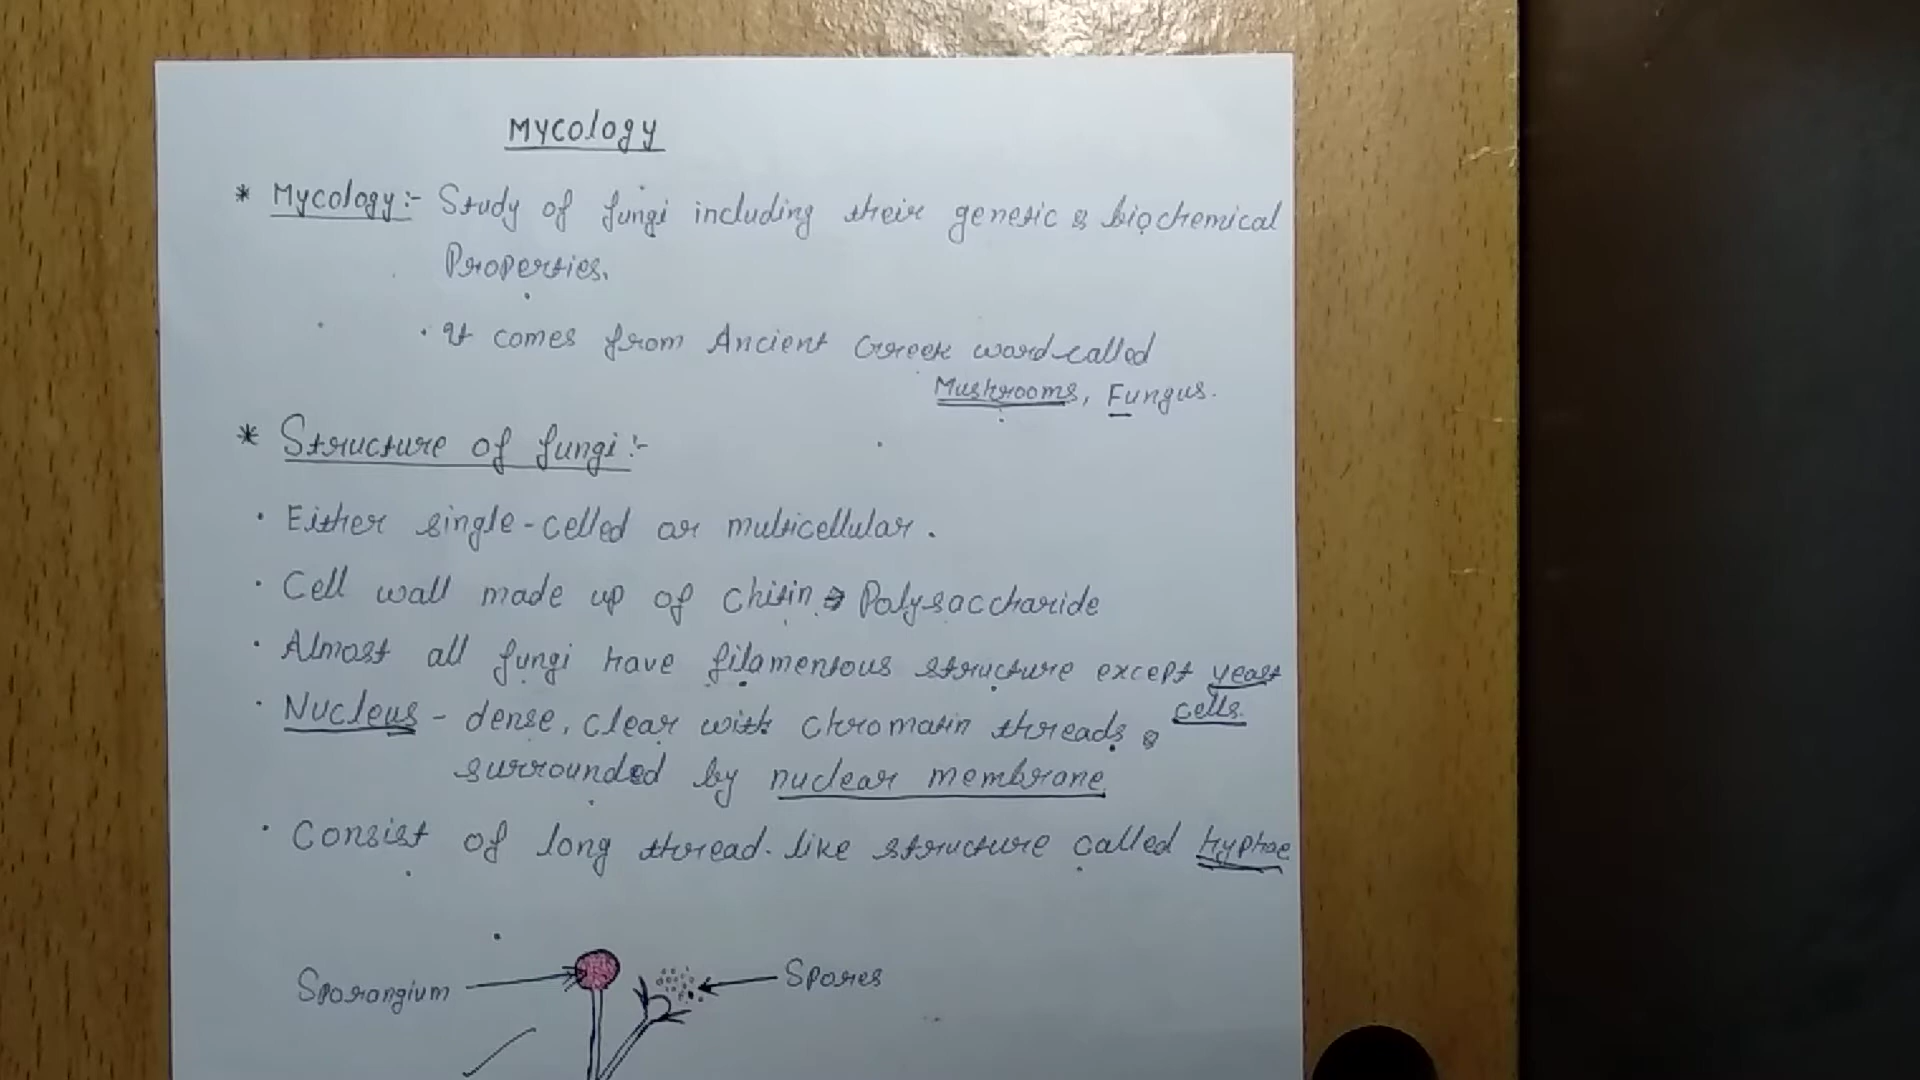 Mycology
* Mycology:- Study of fungi including their genetic & biochemical
Properties.
· It comes from Ancient Greek word called
Mushrooms, Fungus.
* Structure of fungi:-
· Either single-celled or multicellular.
· Cell wall made up of chitin → Polysaccharide
· Almost all fungi have filamentous structure except yeast
cells.
· Nucleus - dense, clear with chromatin threads &
surrounded by nuclear membrane.
· Consist of long thread-like structure called hyphae
Sporangium
Spores